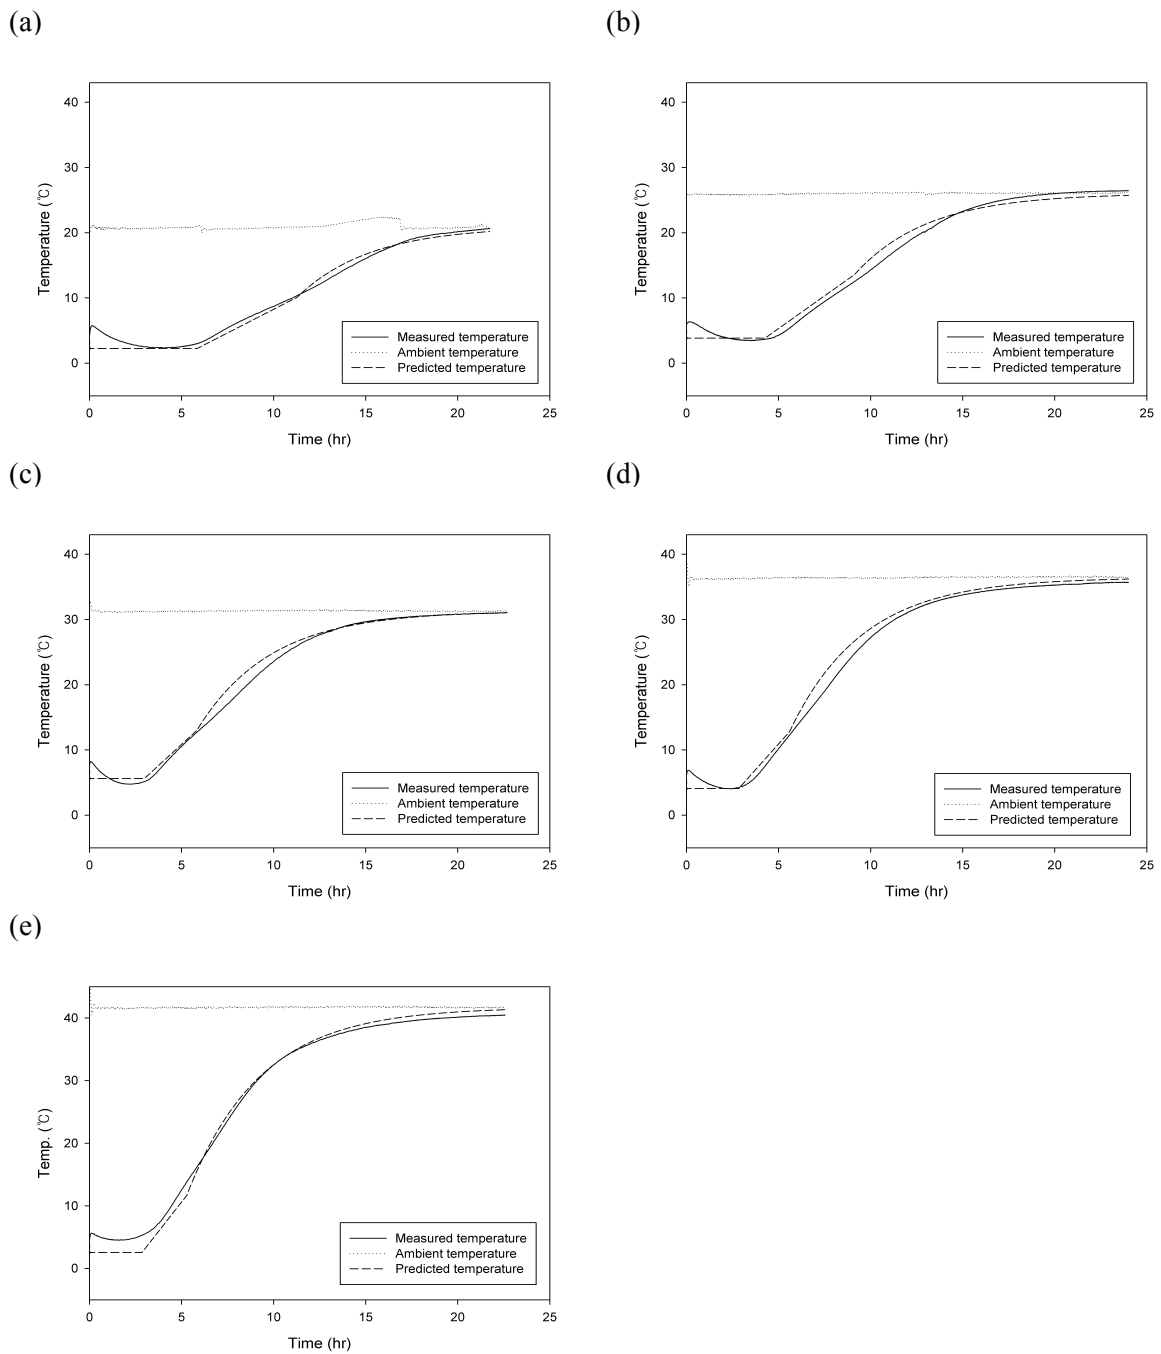 (a)
40
30
20
10
0
Temperature (℃)
Measured temperature
Ambient temperature
Predicted temperature
0 5 10 15 20 25
Time (hr)
(b)
40
30
20
10
0
Temperature (℃)
Measured temperature
Ambient temperature
Predicted temperature
0 5 10 15 20 25
Time (hr)
(c)
40
30
20
10
0
Temperature (℃)
Measured temperature
Ambient temperature
Predicted temperature
0 5 10 15 20 25
Time (hr)
(d)
40
30
20
10
0
Temperature (℃)
Measured temperature
Ambient temperature
Predicted temperature
0 5 10 15 20 25
Time (hr)
(e)
40
30
20
10
0
Temp. (℃)
Measured temperature
Ambient temperature
Predicted temperature
0 5 10 15 20 25
Time (hr)